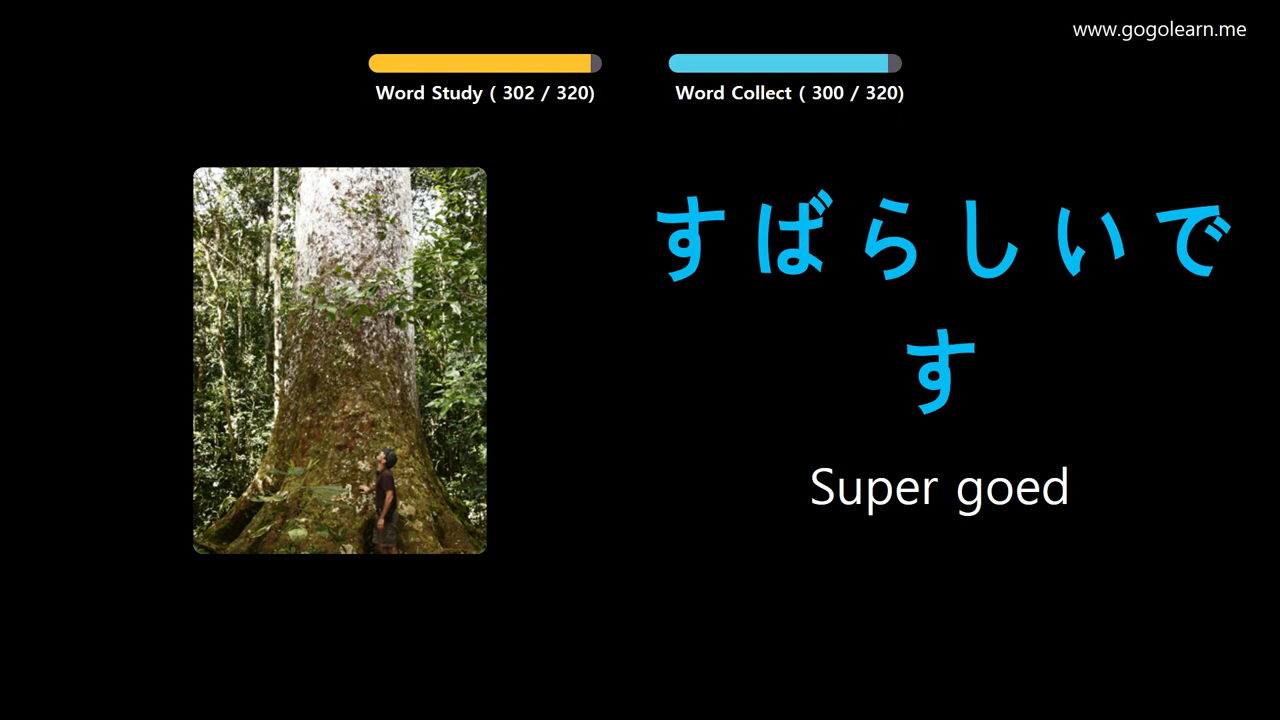 www.gogolearn.me
Word Study ( 302 / 320)
Word Collect ( 300 / 320)
すばらしいで
す
Super goed